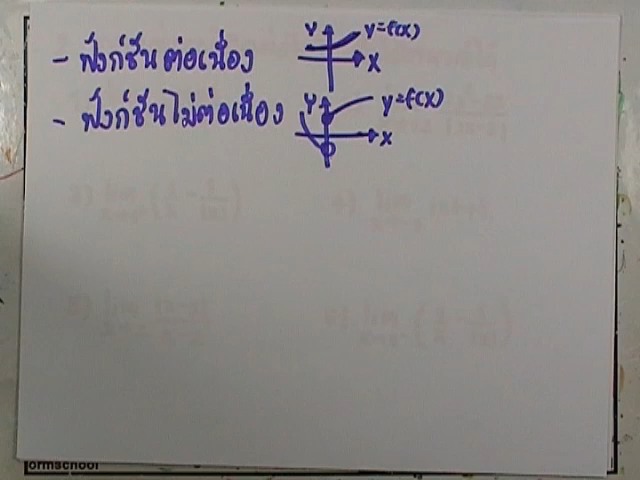 - ฟังก์ชันต่อเนื่อง y y=f(x) x
- ฟังก์ชันไม่ต่อเนื่อง y y=f(x) x
ormschool